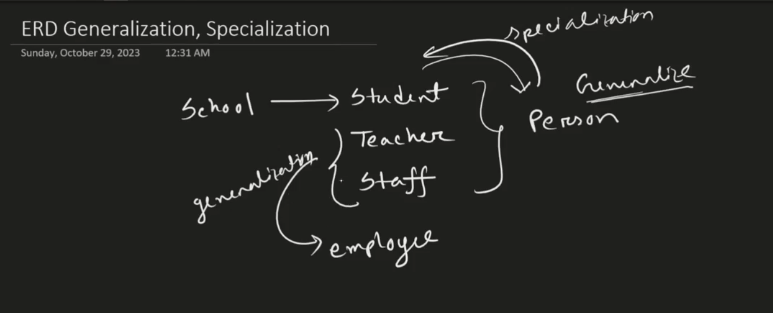 ERD Generalization, Specialization
Sunday, October 29, 2023 12:31 AM
specialization
Generalize
School Student
Person
Teacher
generalization
Staff
employee